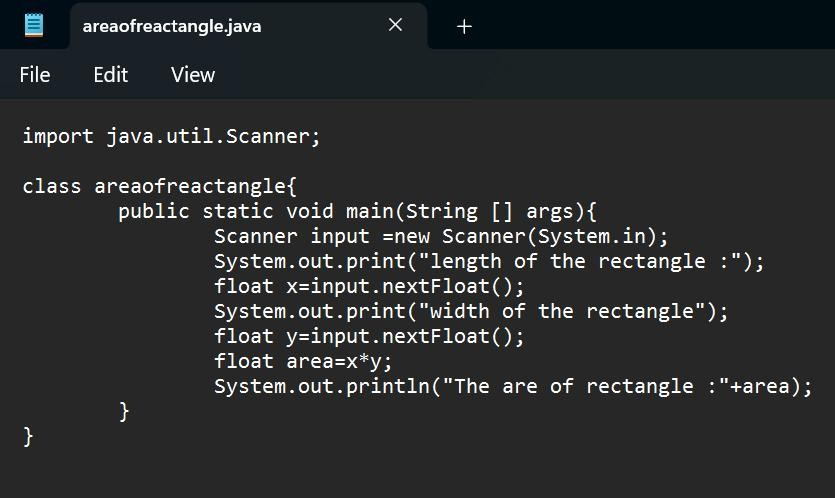 areaofreactangle.java
File Edit View
import java.util.Scanner;
class areaofreactangle{
public static void main(String [] args){
Scanner input =new Scanner(System.in);
System.out.print("length of the rectangle :");
float x=input.nextFloat();
System.out.print("width of the rectangle");
float y=input.nextFloat();
float area=x*y;
System.out.println("The are of rectangle :"+area);
}
}